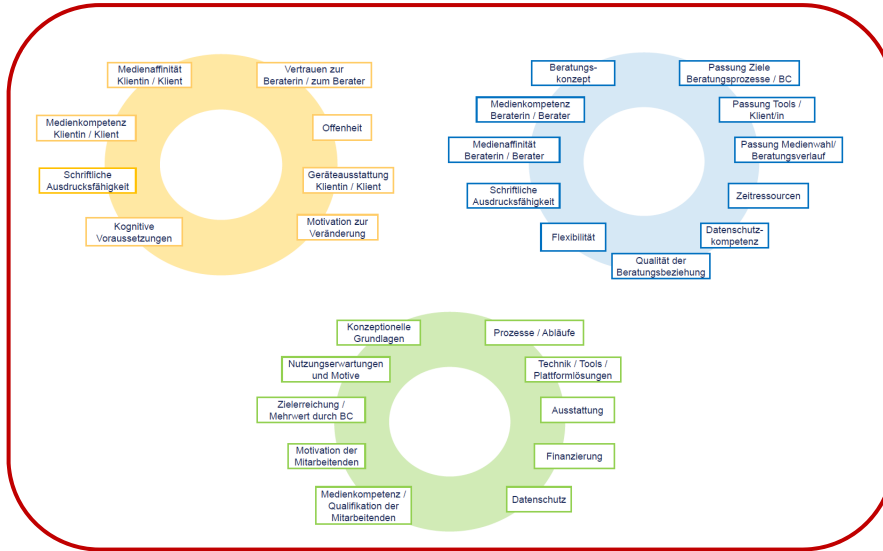 Medienaffinität
Klientin / Klient
Vertrauen zur
Beraterin / zum Berater
Medienkompetenz
Klientin / Klient
Offenheit
Schriftliche
Ausdrucksfähigkeit
Geräteausstattung
Klientin / Klient
Kognitive
Voraussetzungen
Motivation zur
Veränderung
Beratungs-
konzept
Passung Ziele
Beratungsprozesse / BC
Medienkompetenz
Beraterin / Berater
Passung Tools /
Klient/in
Medienaffinität
Beraterin / Berater
Passung Medienwahl/
Beratungsverlauf
Schriftliche
Ausdrucksfähigkeit
Zeitressourcen
Flexibilität
Datenschutz-
kompetenz
Qualität der
Beratungsbeziehung
Konzeptionelle
Grundlagen
Prozesse / Abläufe
Nutzungserwartungen
und Motive
Technik / Tools /
Plattformlösungen
Zielerreichung /
Mehrwert durch BC
Ausstattung
Motivation der
Mitarbeitenden
Finanzierung
Medienkompetenz /
Qualifikation der
Mitarbeitenden
Datenschutz